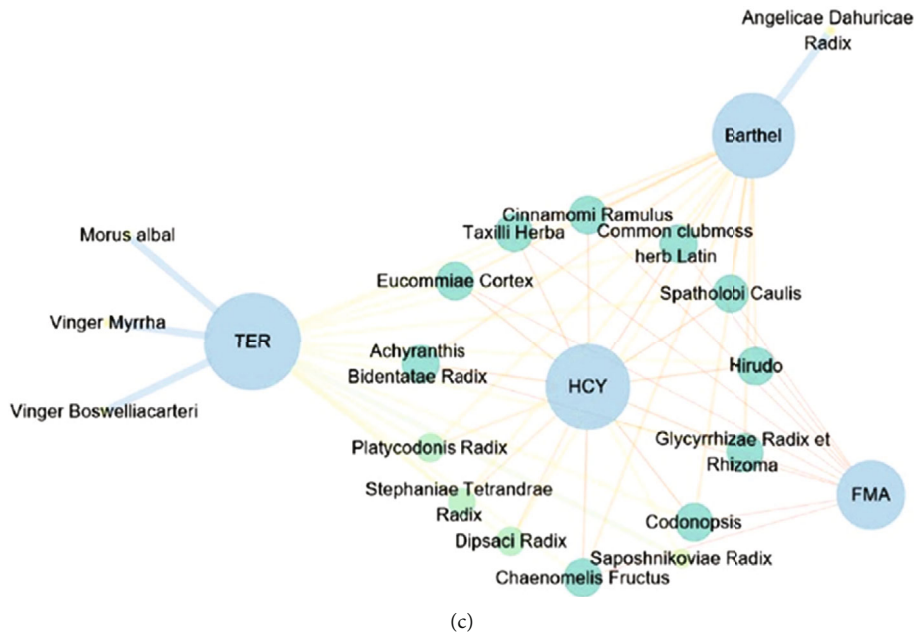 Angelicae Dahuricae
Radix
Barthel
Cinnamomi Ramulus
Taxilli Herba
Common clubmoss
herb Latin
Morus albal
Eucommiae Cortex
Spatholobi Caulis
Vinger Myrrha
TER
Achyranthis
Bidentatae Radix
Hirudo
HCY
Vinger Boswelliacarteri
Platycodonis Radix
Glycyrrhizae Radix et
Rhizoma
Stephaniae Tetrandrae
Radix
FMA
Codonopsis
Dipsaci Radix
Saposhnikoviae Radix
Chaenomelis Fructus
(c)